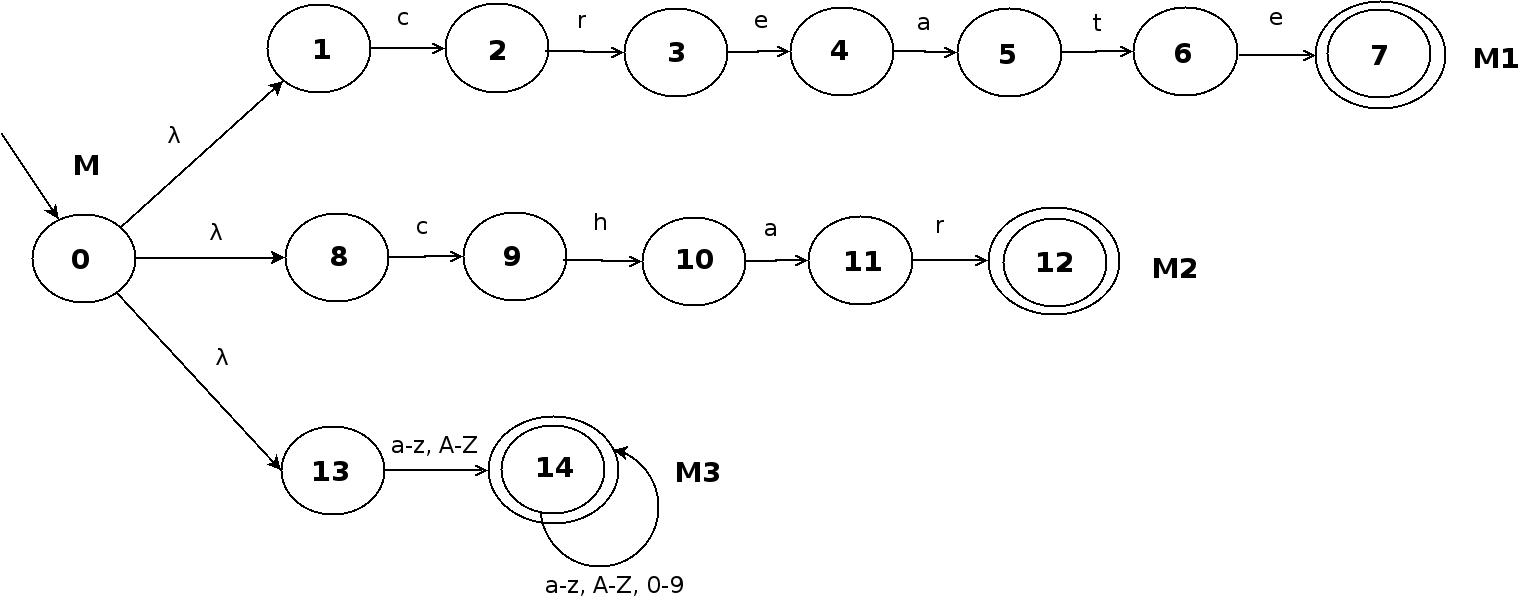 c r e a t e
1 2 3 4 5 6 7 M1
λ
M
λ c h a r
0 8 9 10 11 12 M2
λ
a-z, A-Z
13 14 M3
a-z, A-Z, 0-9